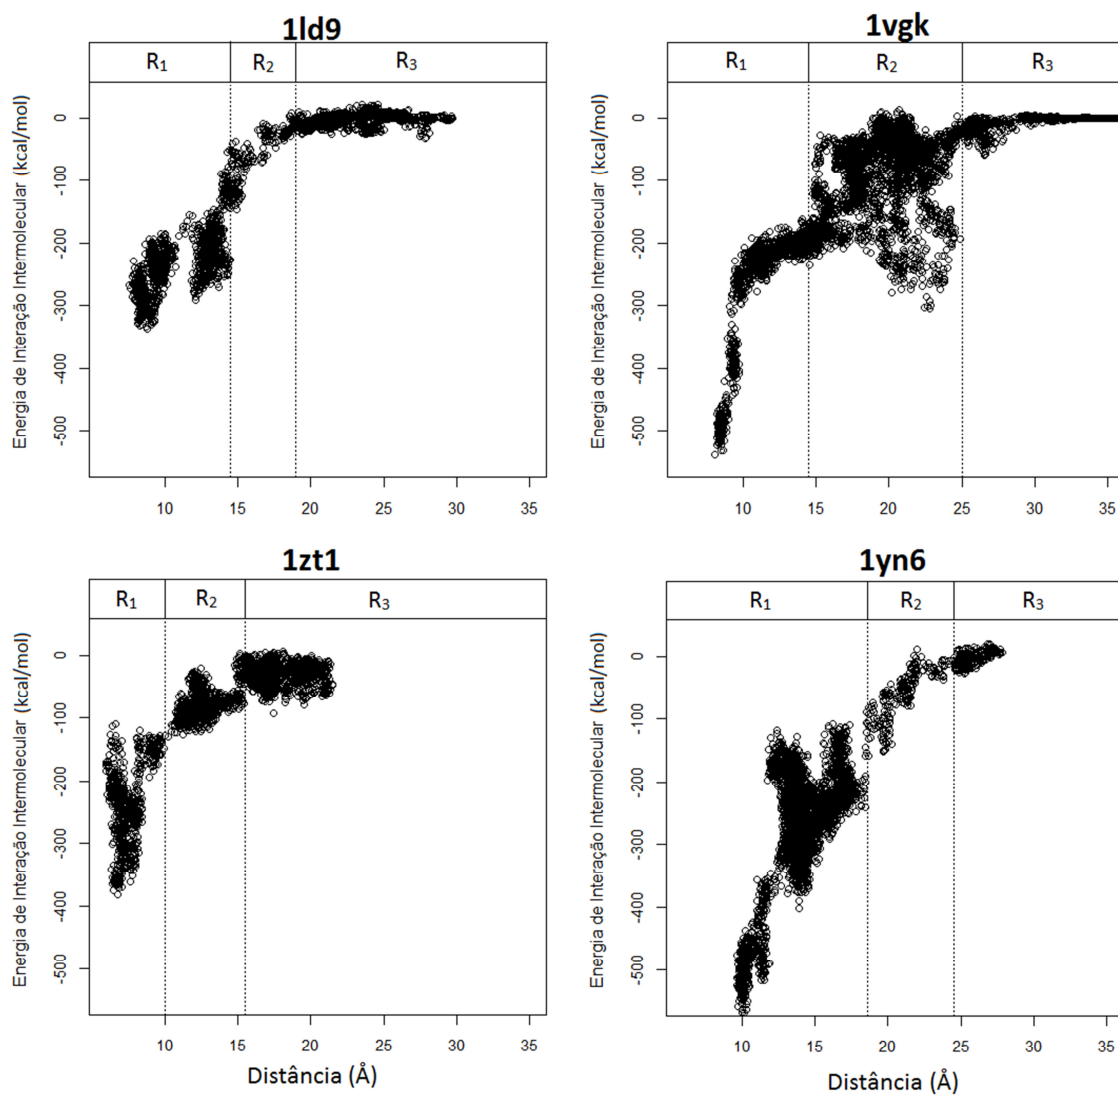 1ld9
R₁ R₂ R₃
Energia de Interação Intermolecular (kcal/mol)
0
-100
-200
-300
-400
-500
10 15 20 25 30 35
1vgk
R₁ R₂ R₃
Energia de Interação Intermolecular (kcal/mol)
0
-100
-200
-300
-400
-500
10 15 20 25 30 35
1zt1
R₁ R₂ R₃
Energia de Interação Intermolecular (kcal/mol)
0
-100
-200
-300
-400
-500
10 15 20 25 30 35
Distância (Å)
1yn6
R₁ R₂ R₃
Energia de Interação Intermolecular (kcal/mol)
0
-100
-200
-300
-400
-500
10 15 20 25 30 35
Distância (Å)